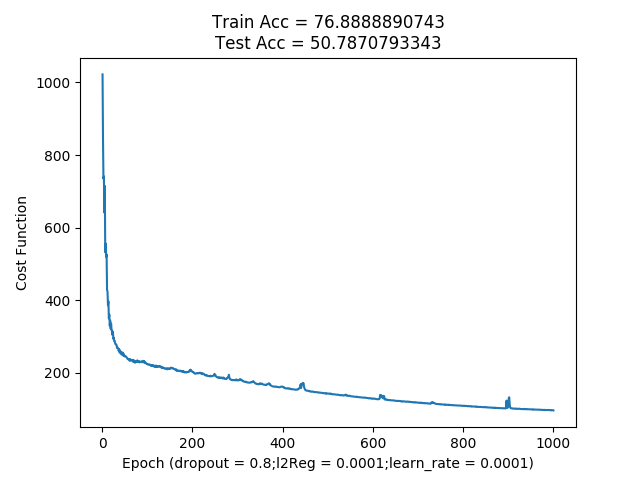 Train Acc = 76.8888890743
Test Acc = 50.7870793343
1000
800
600
400
200
Cost Function
0 200 400 600 800 1000
Epoch (dropout = 0.8;l2Reg = 0.0001;learn_rate = 0.0001)